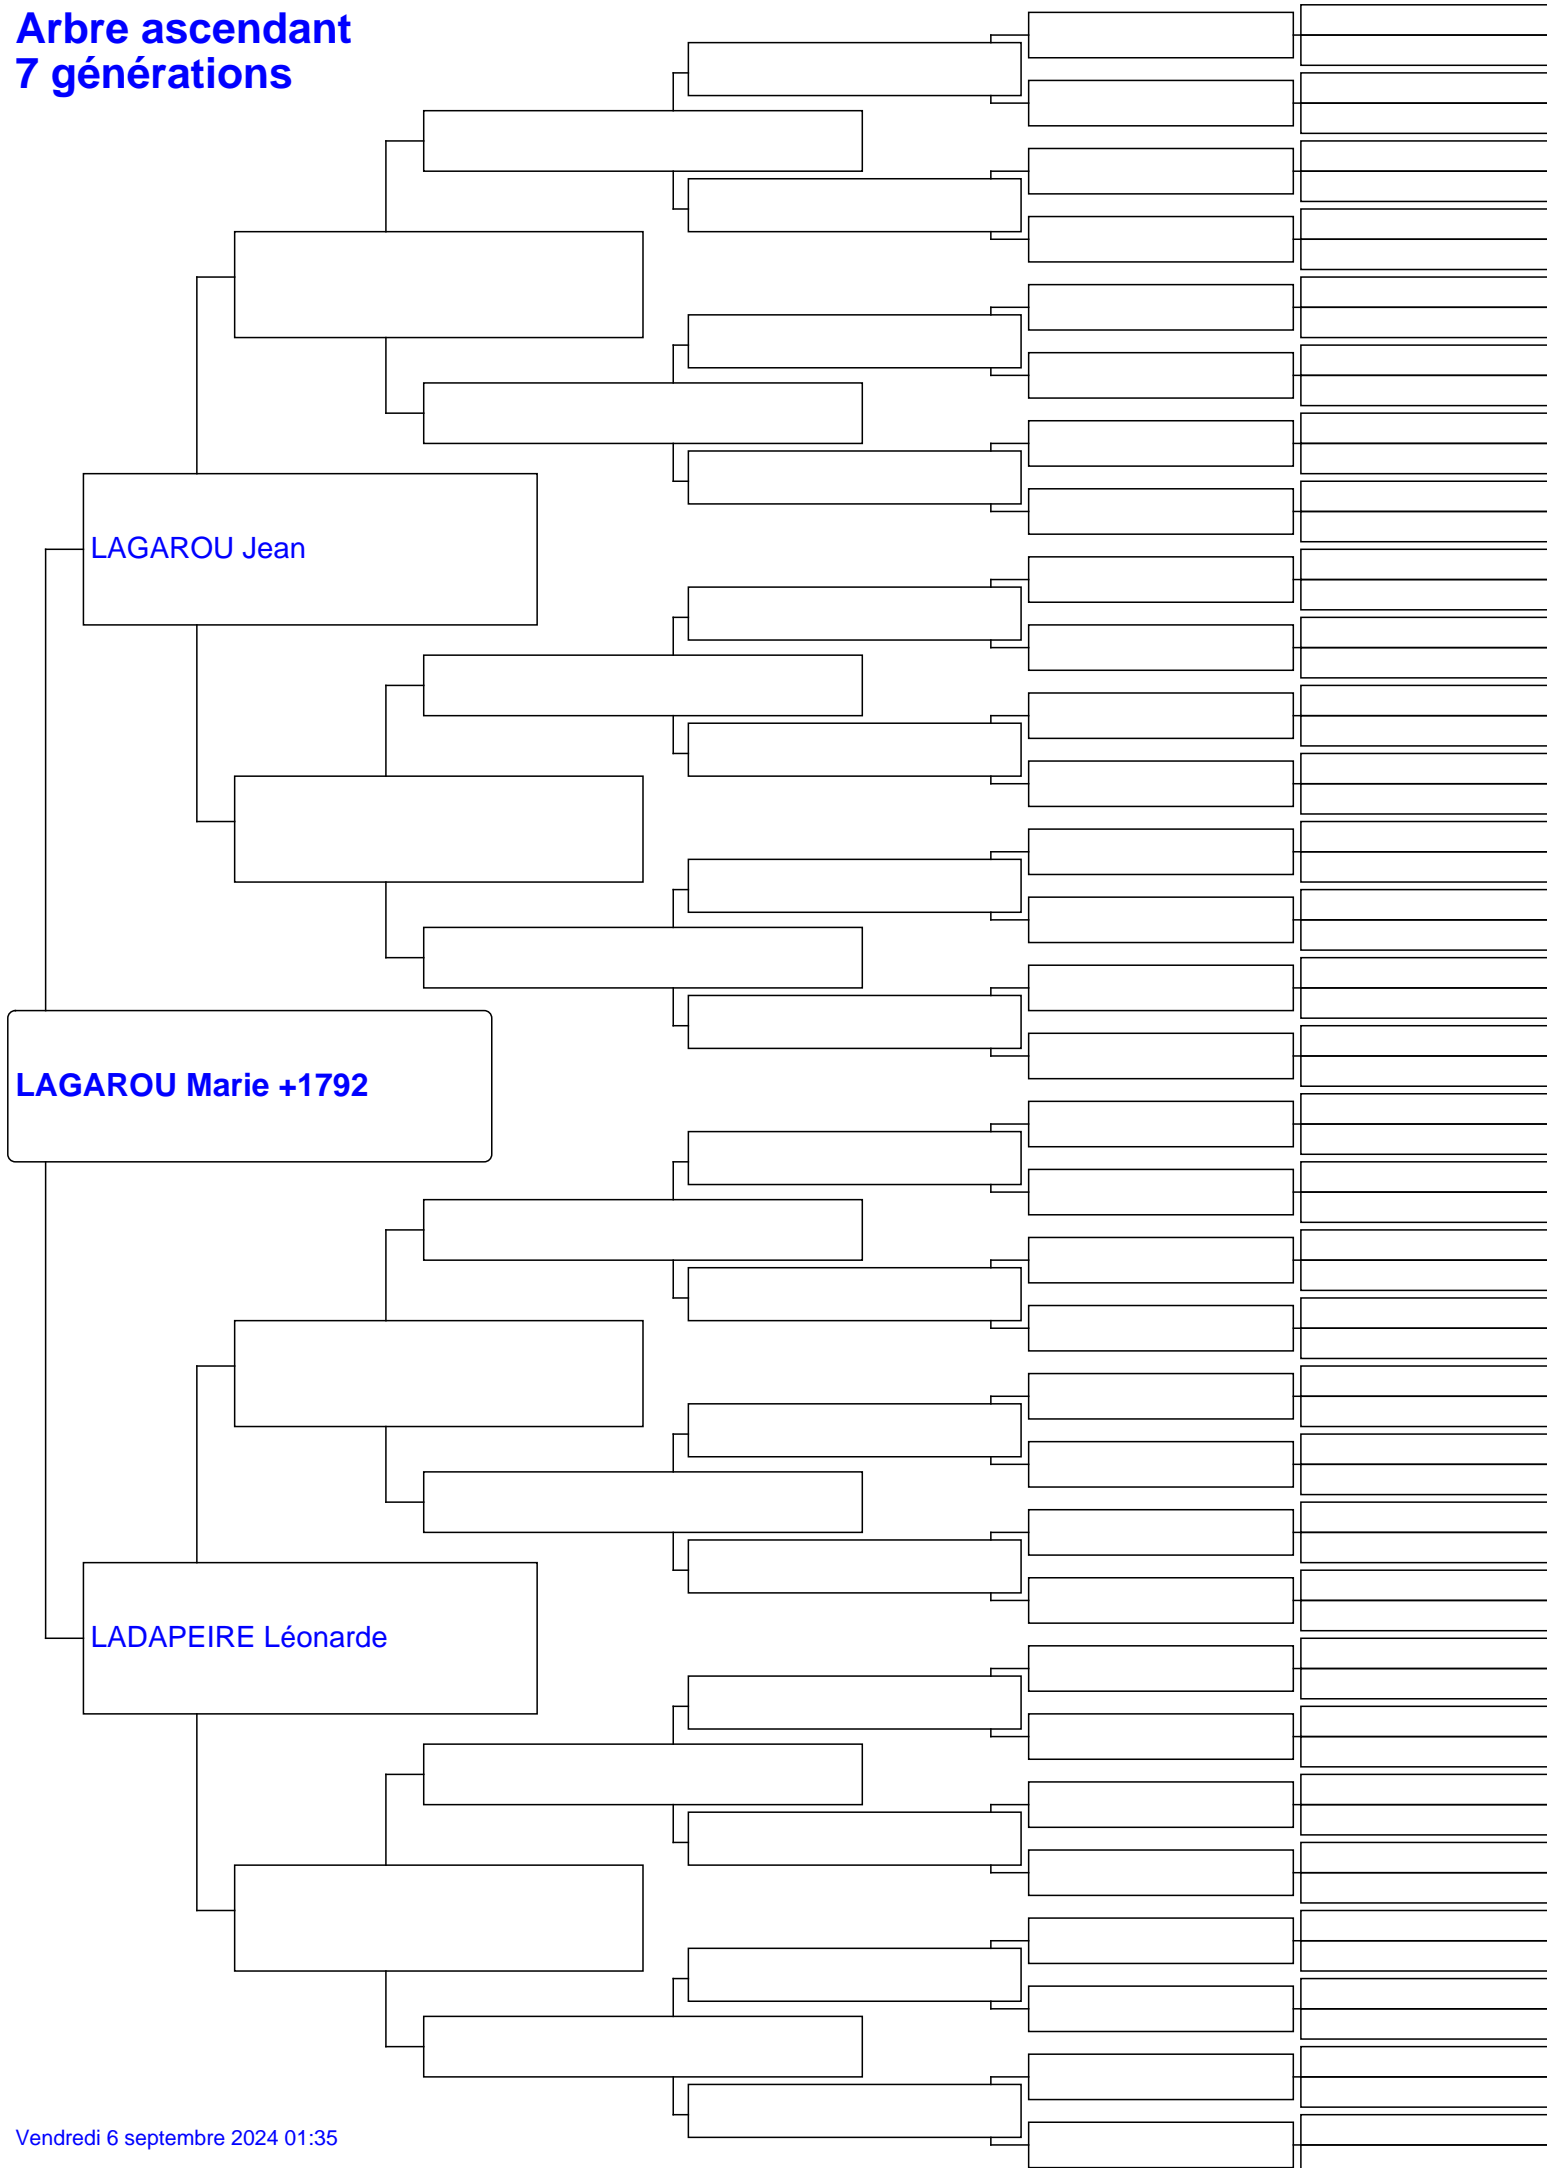 Arbre ascendant
7 générations
LAGAROU Jean
LAGAROU Marie +1792
LADAPEIRE Léonarde
Vendredi 6 septembre 2024 01:35